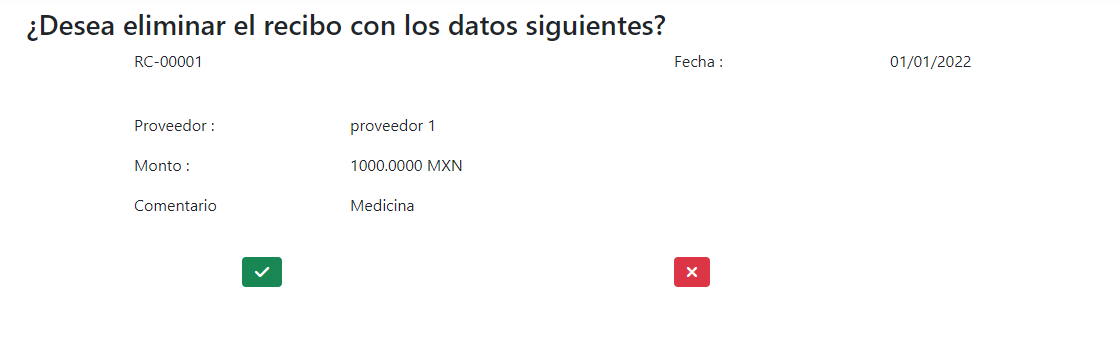 ¿Desea eliminar el recibo con los datos siguientes?
RC-00001 Fecha : 01/01/2022
Proveedor : proveedor 1
Monto : 1000.0000 MXN
Comentario Medicina